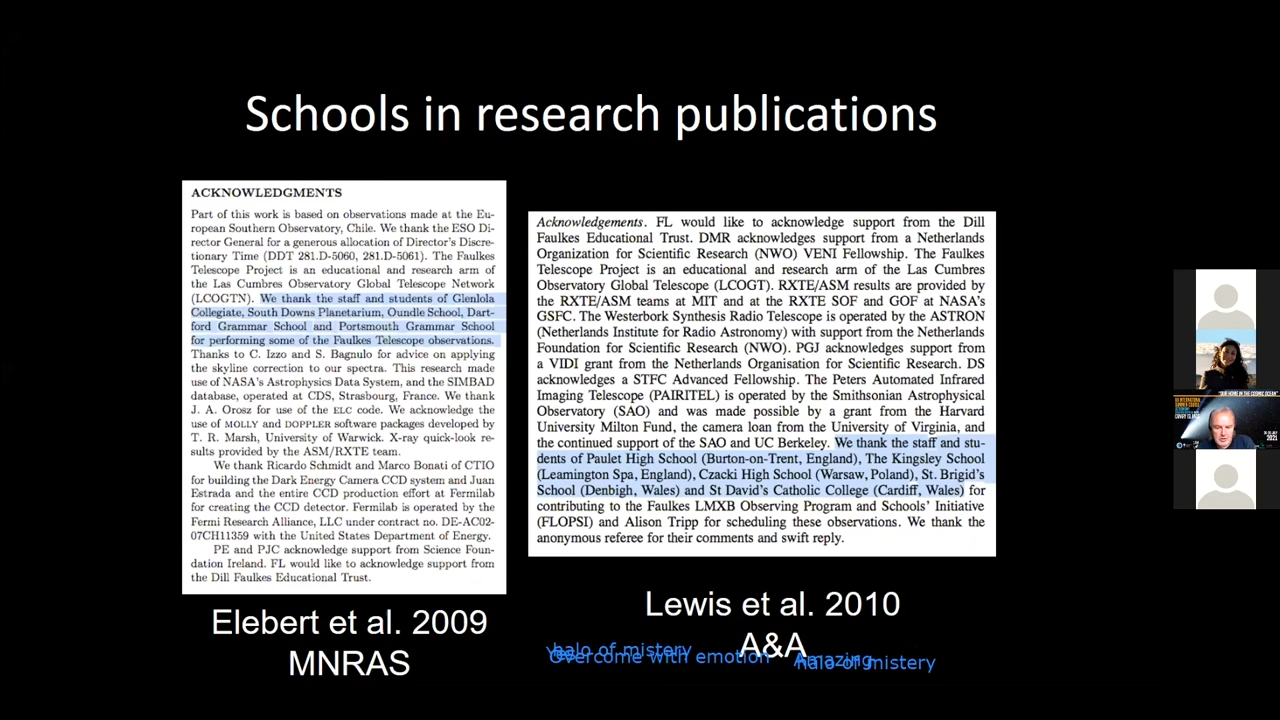 Schools in research publications
ACKNOWLEDGMENTS
Part of this work is based on observations made at the Eu-
ropean Southern Observatory, Chile. We thank the ESO Di-
rector General for a generous allocation of Director's Discre-
tionary Time (DDT 281.D-5060, 281.D-5061). The Faulkes
Telescope Project is an educational and research arm of
the Las Cumbres Observatory Global Telescope Network
(LCOGTN). We thank the staff and students of Glenlola
Collegiate, South Downs Planetarium, Oundle School, Dart-
ford Grammar School and Portsmouth Grammar School
for performing some of the Faulkes Telescope observations.
Thanks to C. Izzo and S. Bagnulo for advice on applying
the skyline correction to our spectra. This research made
use of NASA's Astrophysics Data System, and the SIMBAD
database, operated at CDS, Strasbourg, France. We thank
J. A. Orosz for use of the ELC code. We acknowledge the
use of MOLLY and DOPPLER software packages developed by
T. R. Marsh, University of Warwick. X-ray quick-look re-
sults provided by the ASM/RXTE team.
We thank Ricardo Schmidt and Marco Bonati of CTIO
for building the Dark Energy Camera CCD system and Juan
Estrada and the entire CCD production effort at Fermilab
for creating the CCD detector. Fermilab is operated by the
Fermi Research Alliance, LLC under contract no. DE-AC02-
07CH11359 with the United States Department of Energy.
PE and PJC acknowledge support from Science Foun-
dation Ireland. FL would like to acknowledge support from
the Dill Faulkes Educational Trust.
Elebert et al. 2009
MNRAS
Acknowledgements. FL would like to acknowledge support from the Dill
Faulkes Educational Trust. DMR acknowledges support from a Netherlands
Organization for Scientific Research (NWO) VENI Fellowship. The Faulkes
Telescope Project is an educational and research arm of the Las Cumbres
Observatory Global Telescope (LCOGT). RXTE/ASM results are provided by
the RXTE/ASM teams at MIT and at the RXTE SOF and GOF at NASA's
GSFC. The Westerbork Synthesis Radio Telescope is operated by the ASTRON
(Netherlands Institute for Radio Astronomy) with support from the Netherlands
Foundation for Scientific Research (NWO). PGJ acknowledges support from
a VIDI grant from the Netherlands Organisation for Scientific Research. DS
acknowledges a STFC Advanced Fellowship. The Peters Automated Infrared
Imaging Telescope (PAIRITEL) is operated by the Smithsonian Astrophysical
Observatory (SAO) and was made possible by a grant from the Harvard
University Milton Fund, the camera loan from the University of Virginia, and
the continued support of the SAO and UC Berkeley. We thank the staff and stu-
dents of Paulet High School (Burton-on-Trent, England), The Kingsley School
(Leamington Spa, England), Czacki High School (Warsaw, Poland), St. Brigid's
School (Denbigh, Wales) and St David's Catholic College (Cardiff, Wales) for
contributing to the Faulkes LMXB Observing Program and Schools' Initiative
(FLOPSI) and Alison Tripp for scheduling these observations. We thank the
anonymous referee for their comments and swift reply.
Lewis et al. 2010
A&A
halo of mistery
Overcome with emotion
Amazing
halo of mistery
"OUR HOME IN THE COSMIC OCEAN"